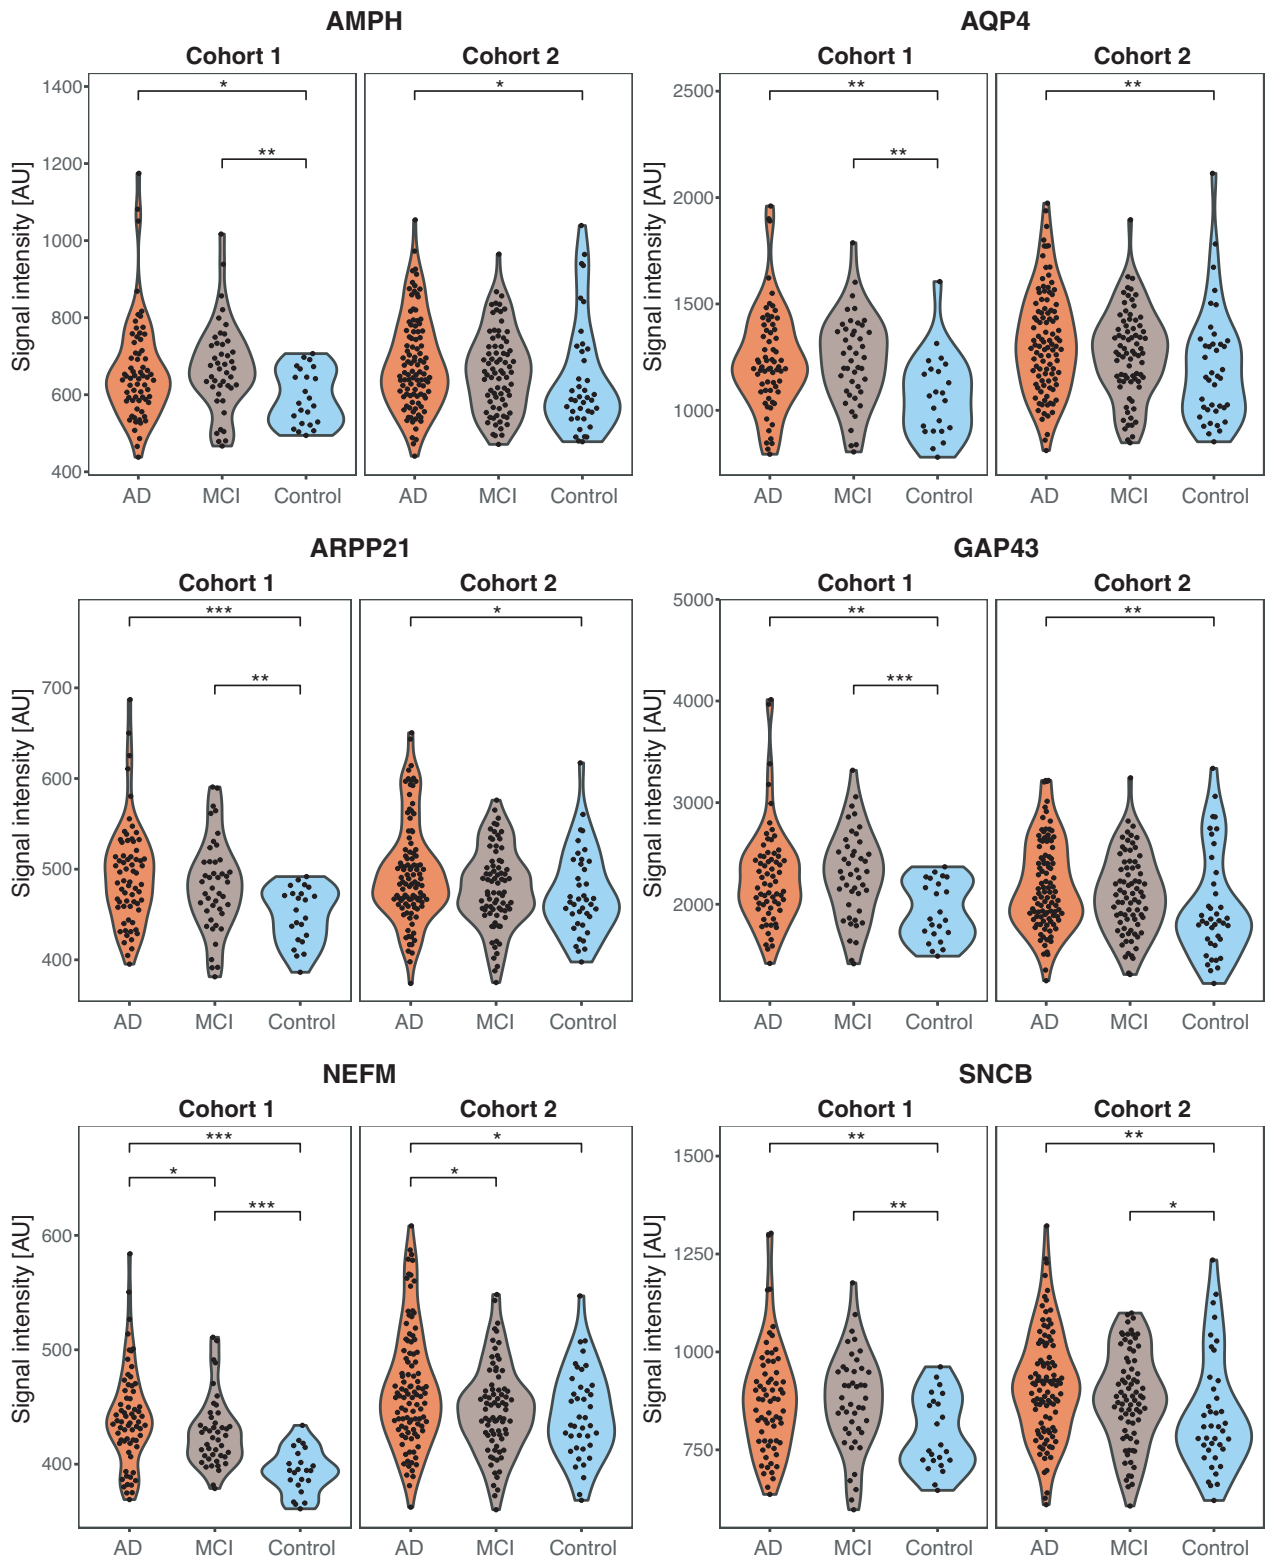 AMPH
Cohort 1 Cohort 2
Signal intensity [AU]
1400
1200
1000
800
600
400
* ** *
AD MCI Control AD MCI Control
AQP4
Cohort 1 Cohort 2
Signal intensity [AU]
2500
2000
1500
1000
** ** **
AD MCI Control AD MCI Control
ARPP21
Cohort 1 Cohort 2
Signal intensity [AU]
700
600
500
400
*** ** *
AD MCI Control AD MCI Control
GAP43
Cohort 1 Cohort 2
Signal intensity [AU]
5000
4000
3000
2000
** *** **
AD MCI Control AD MCI Control
NEFM
Cohort 1 Cohort 2
Signal intensity [AU]
600
500
400
*** * *** * *
AD MCI Control AD MCI Control
SNCB
Cohort 1 Cohort 2
Signal intensity [AU]
1500
1250
1000
750
** ** ** *
AD MCI Control AD MCI Control